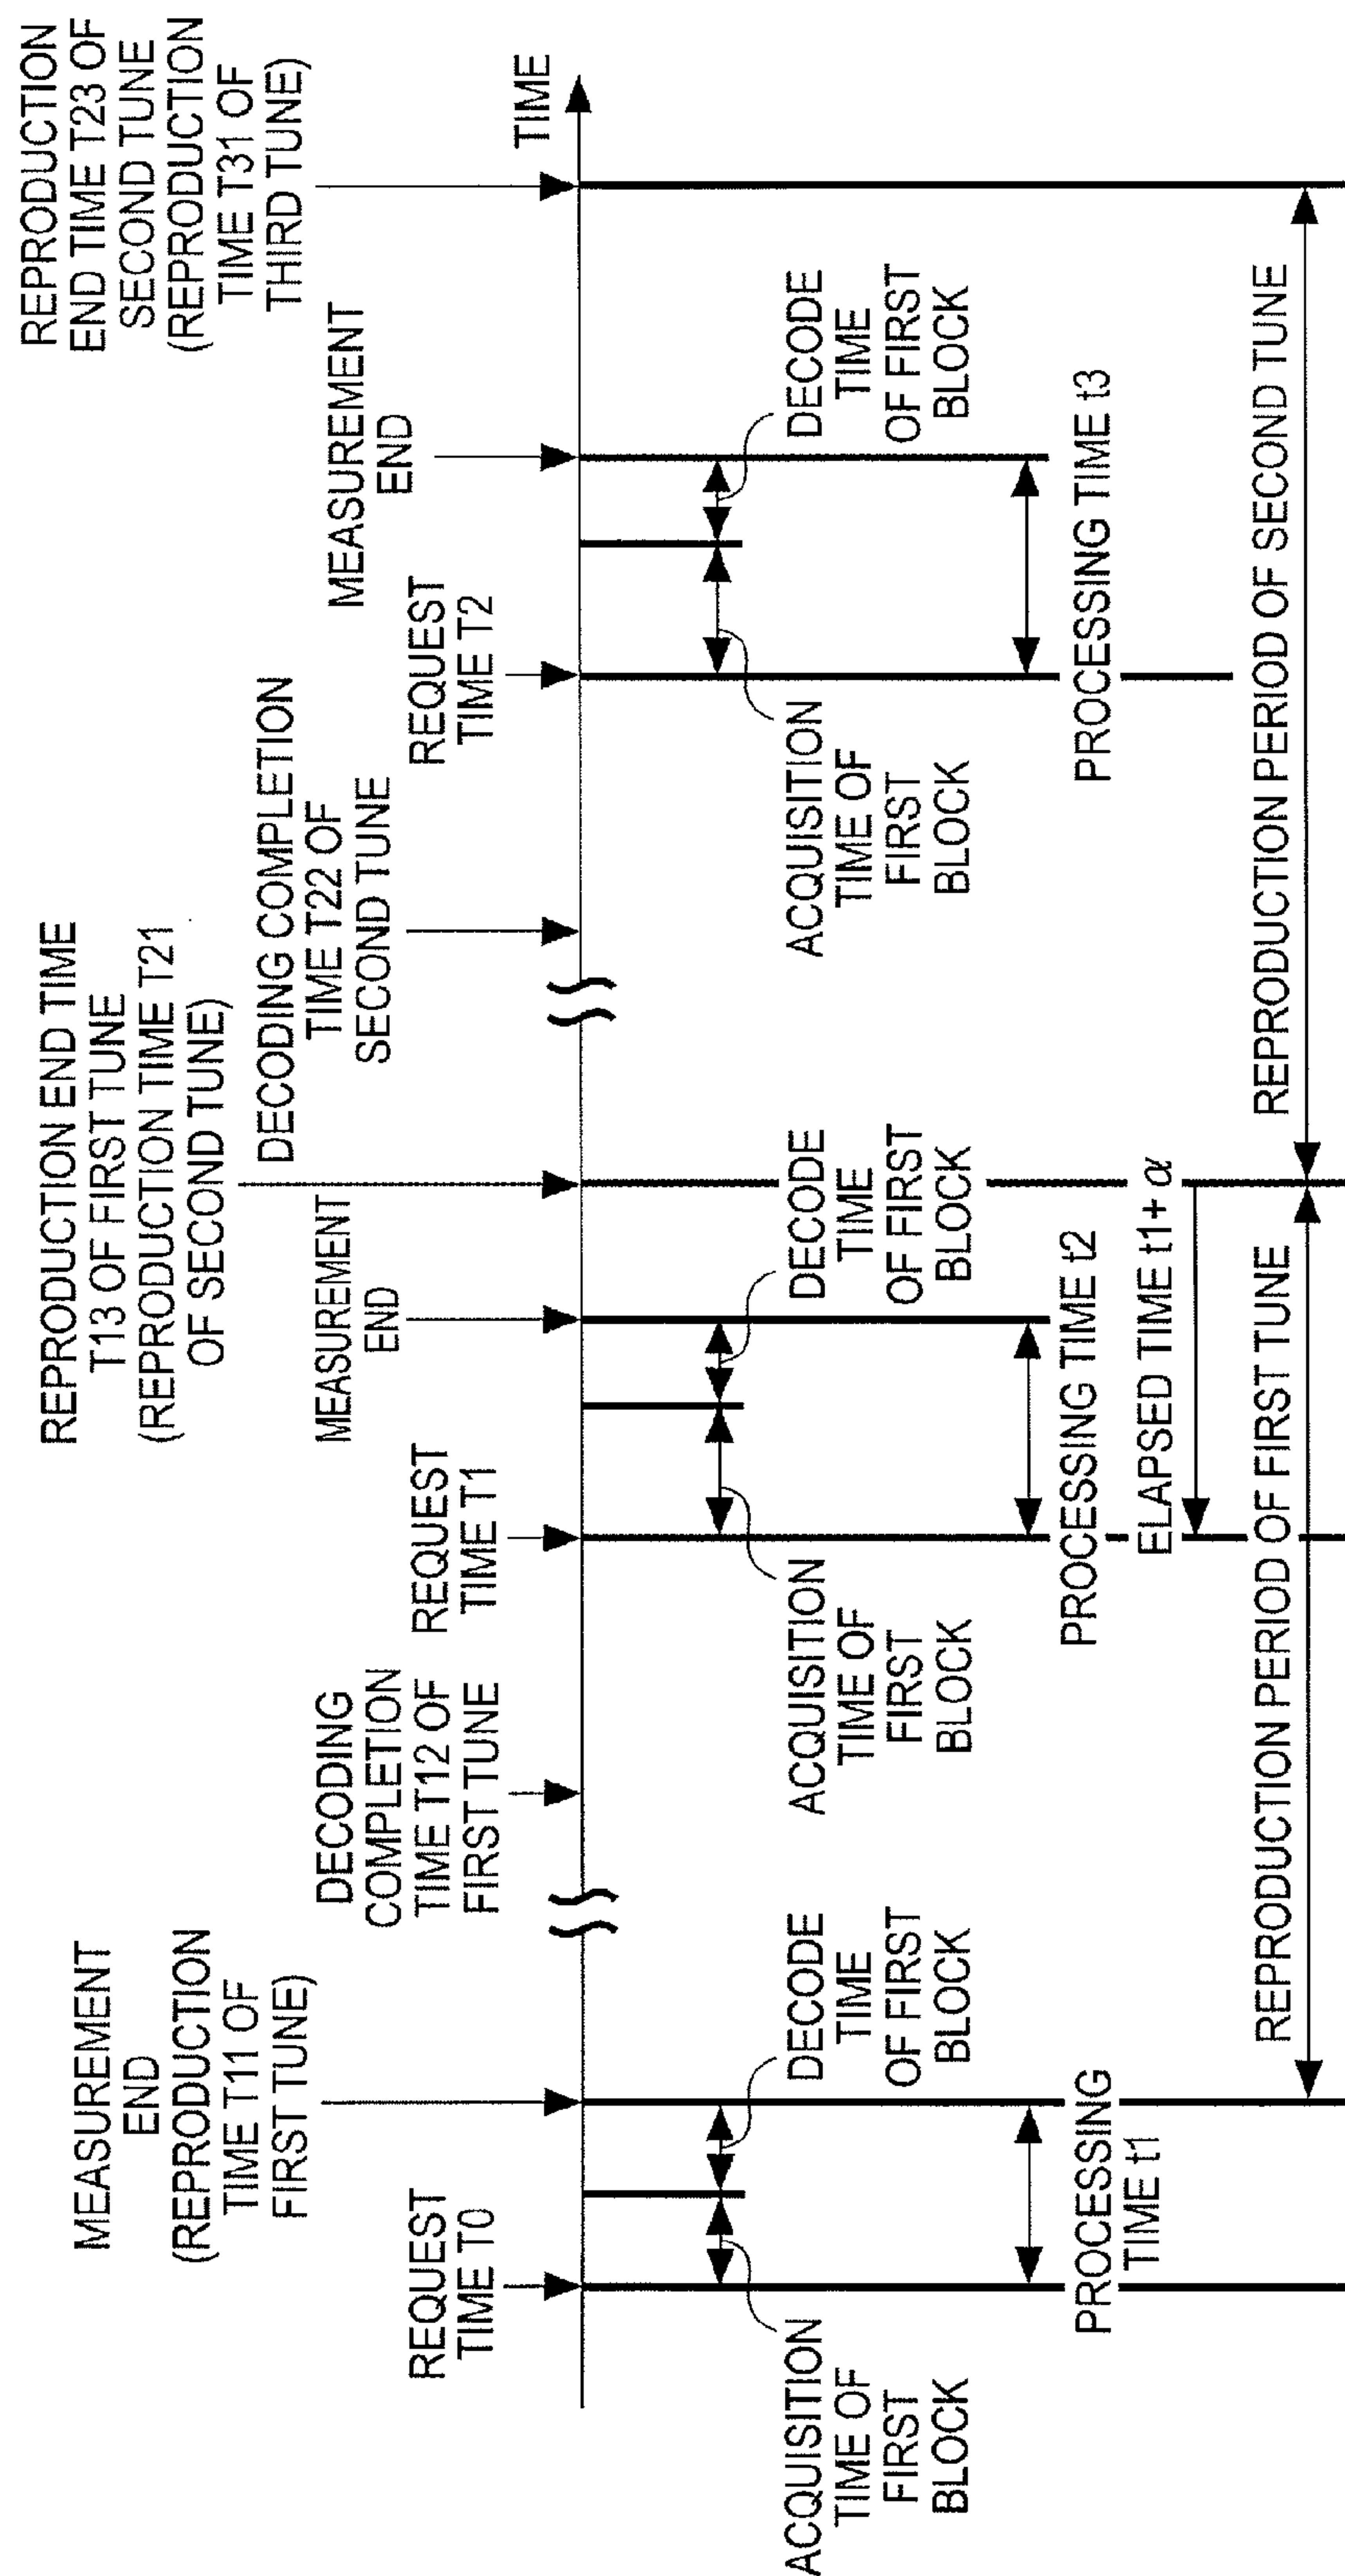 MEASUREMENT
END
(REPRODUCTION
TIME T11 OF
FIRST TUNE)
REQUEST
TIME T0
DECODING
COMPLETION
TIME T12 OF
FIRST TUNE
REQUEST
TIME T1
MEASUREMENT
END
REPRODUCTION END TIME
T13 OF FIRST TUNE
(REPRODUCTION TIME T21
OF SECOND TUNE)
DECODING COMPLETION
TIME T22 OF
SECOND TUNE
REQUEST
TIME T2
MEASUREMENT
END
REPRODUCTION
END TIME T23 OF
SECOND TUNE
(REPRODUCTION
TIME T31 OF
THIRD TUNE)
TIME
ACQUISITION
TIME OF
FIRST
BLOCK
DECODE
TIME
OF FIRST
BLOCK
ACQUISITION
TIME OF
FIRST
BLOCK
DECODE
TIME
OF FIRST
BLOCK
ACQUISITION
TIME OF
FIRST
BLOCK
DECODE
TIME
OF FIRST
BLOCK
PROCESSING
TIME t1
PROCESSING TIME t2
PROCESSING TIME t3
ELAPSED TIME t1+ α
REPRODUCTION PERIOD OF FIRST TUNE
REPRODUCTION PERIOD OF SECOND TUNE